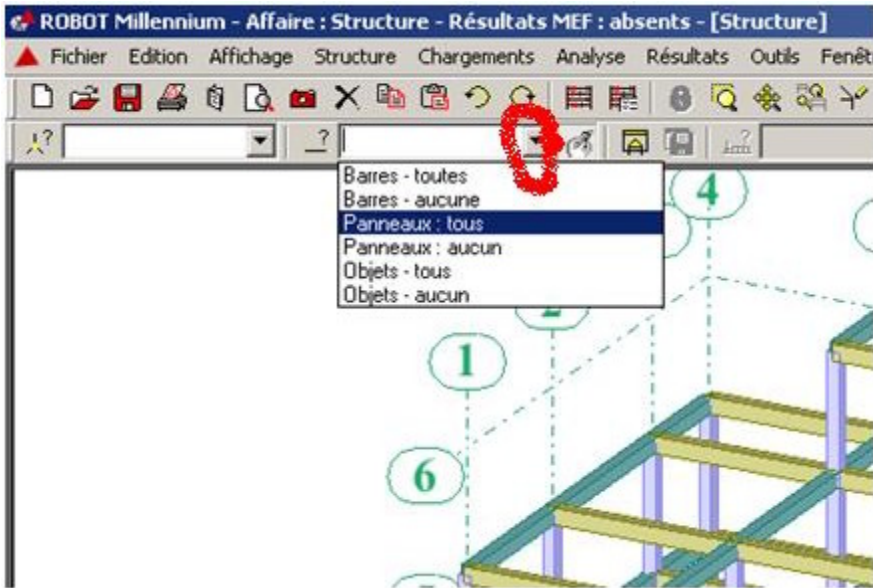 ROBOT Millennium - Affaire : Structure - Résultats MEF : absents - [Structure]
Fichier Edition Affichage Structure Chargements Analyse Résultats Outils
Barres - toutes
Barres - aucune
Panneaux : tous
Panneaux : aucun
Objets - tous
Objets - aucun
4
1
6